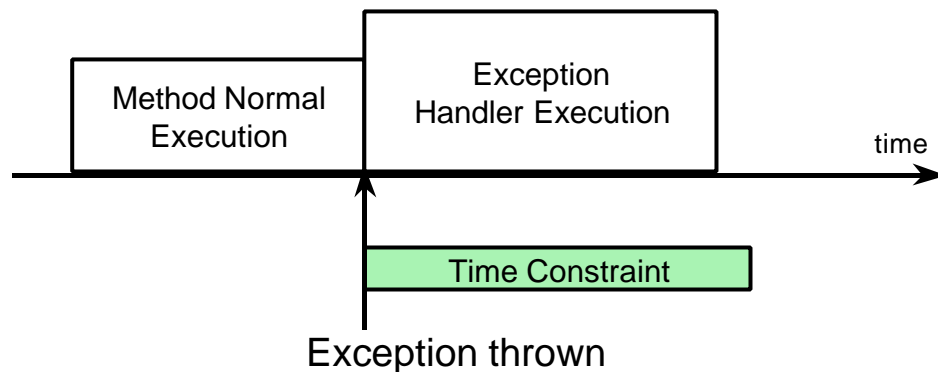 Method Normal
Execution
Exception
Handler Execution
time
Time Constraint
Exception thrown